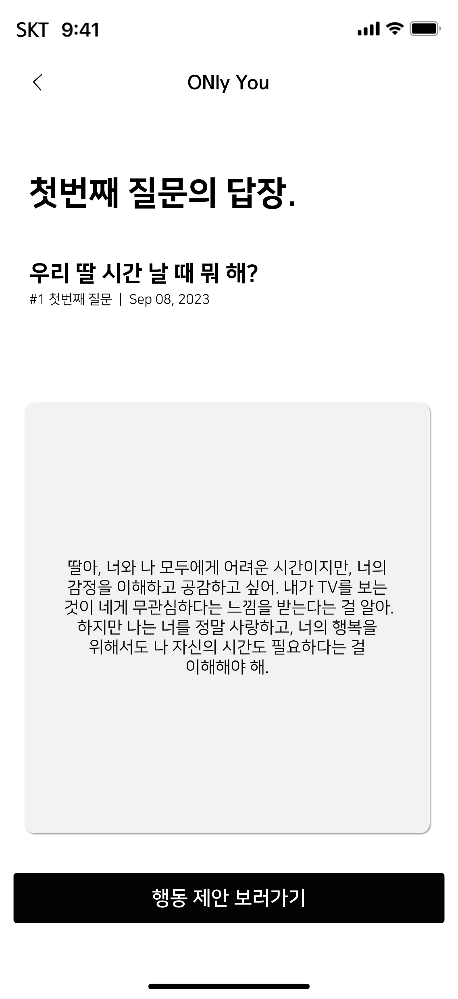 SKT 9:41
ONly You
첫번째 질문의 답장.
우리 딸 시간 날 때 뭐 해?
#1 첫번째 질문 | Sep 08, 2023
딸아, 너와 나 모두에게 어려운 시간이지만, 너의
감정을 이해하고 공감하고 싶어. 내가 TV를 보는
것이 네게 무관심하다는 느낌을 받는다는 걸 알아.
하지만 나는 너를 정말 사랑하고, 너의 행복을
위해서도 나 자신의 시간도 필요하다는 걸
이해해야 해.
행동 제안 보러가기